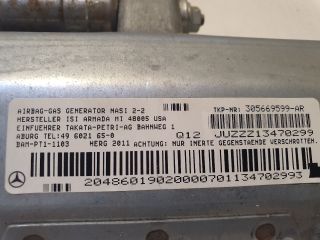 AIRBAG-GAS GENERATOR NASI 2-2
HERSTELLER ISI ARMADA MI 48005 USA
EINFUEHRER TAKATA-PETRI-AG BAHNWEG 1
ABURG TEL:49 6021 65-0
BAM-PT1-1103
HERG 2011 ACHTUNG: NUR INERTE GEGENSTAENDE VERSCHROTTEN.
TKP-NR: 305669599-AR
Q12 JUZZZ13470299
20486019020000701134702993